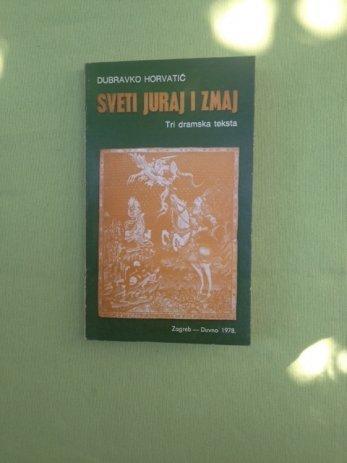 DUBRAVKO HORVATIĆ
SVETI JURAJ I ZMAJ
Tri dramska teksta
Zagreb — Duvno 1978.